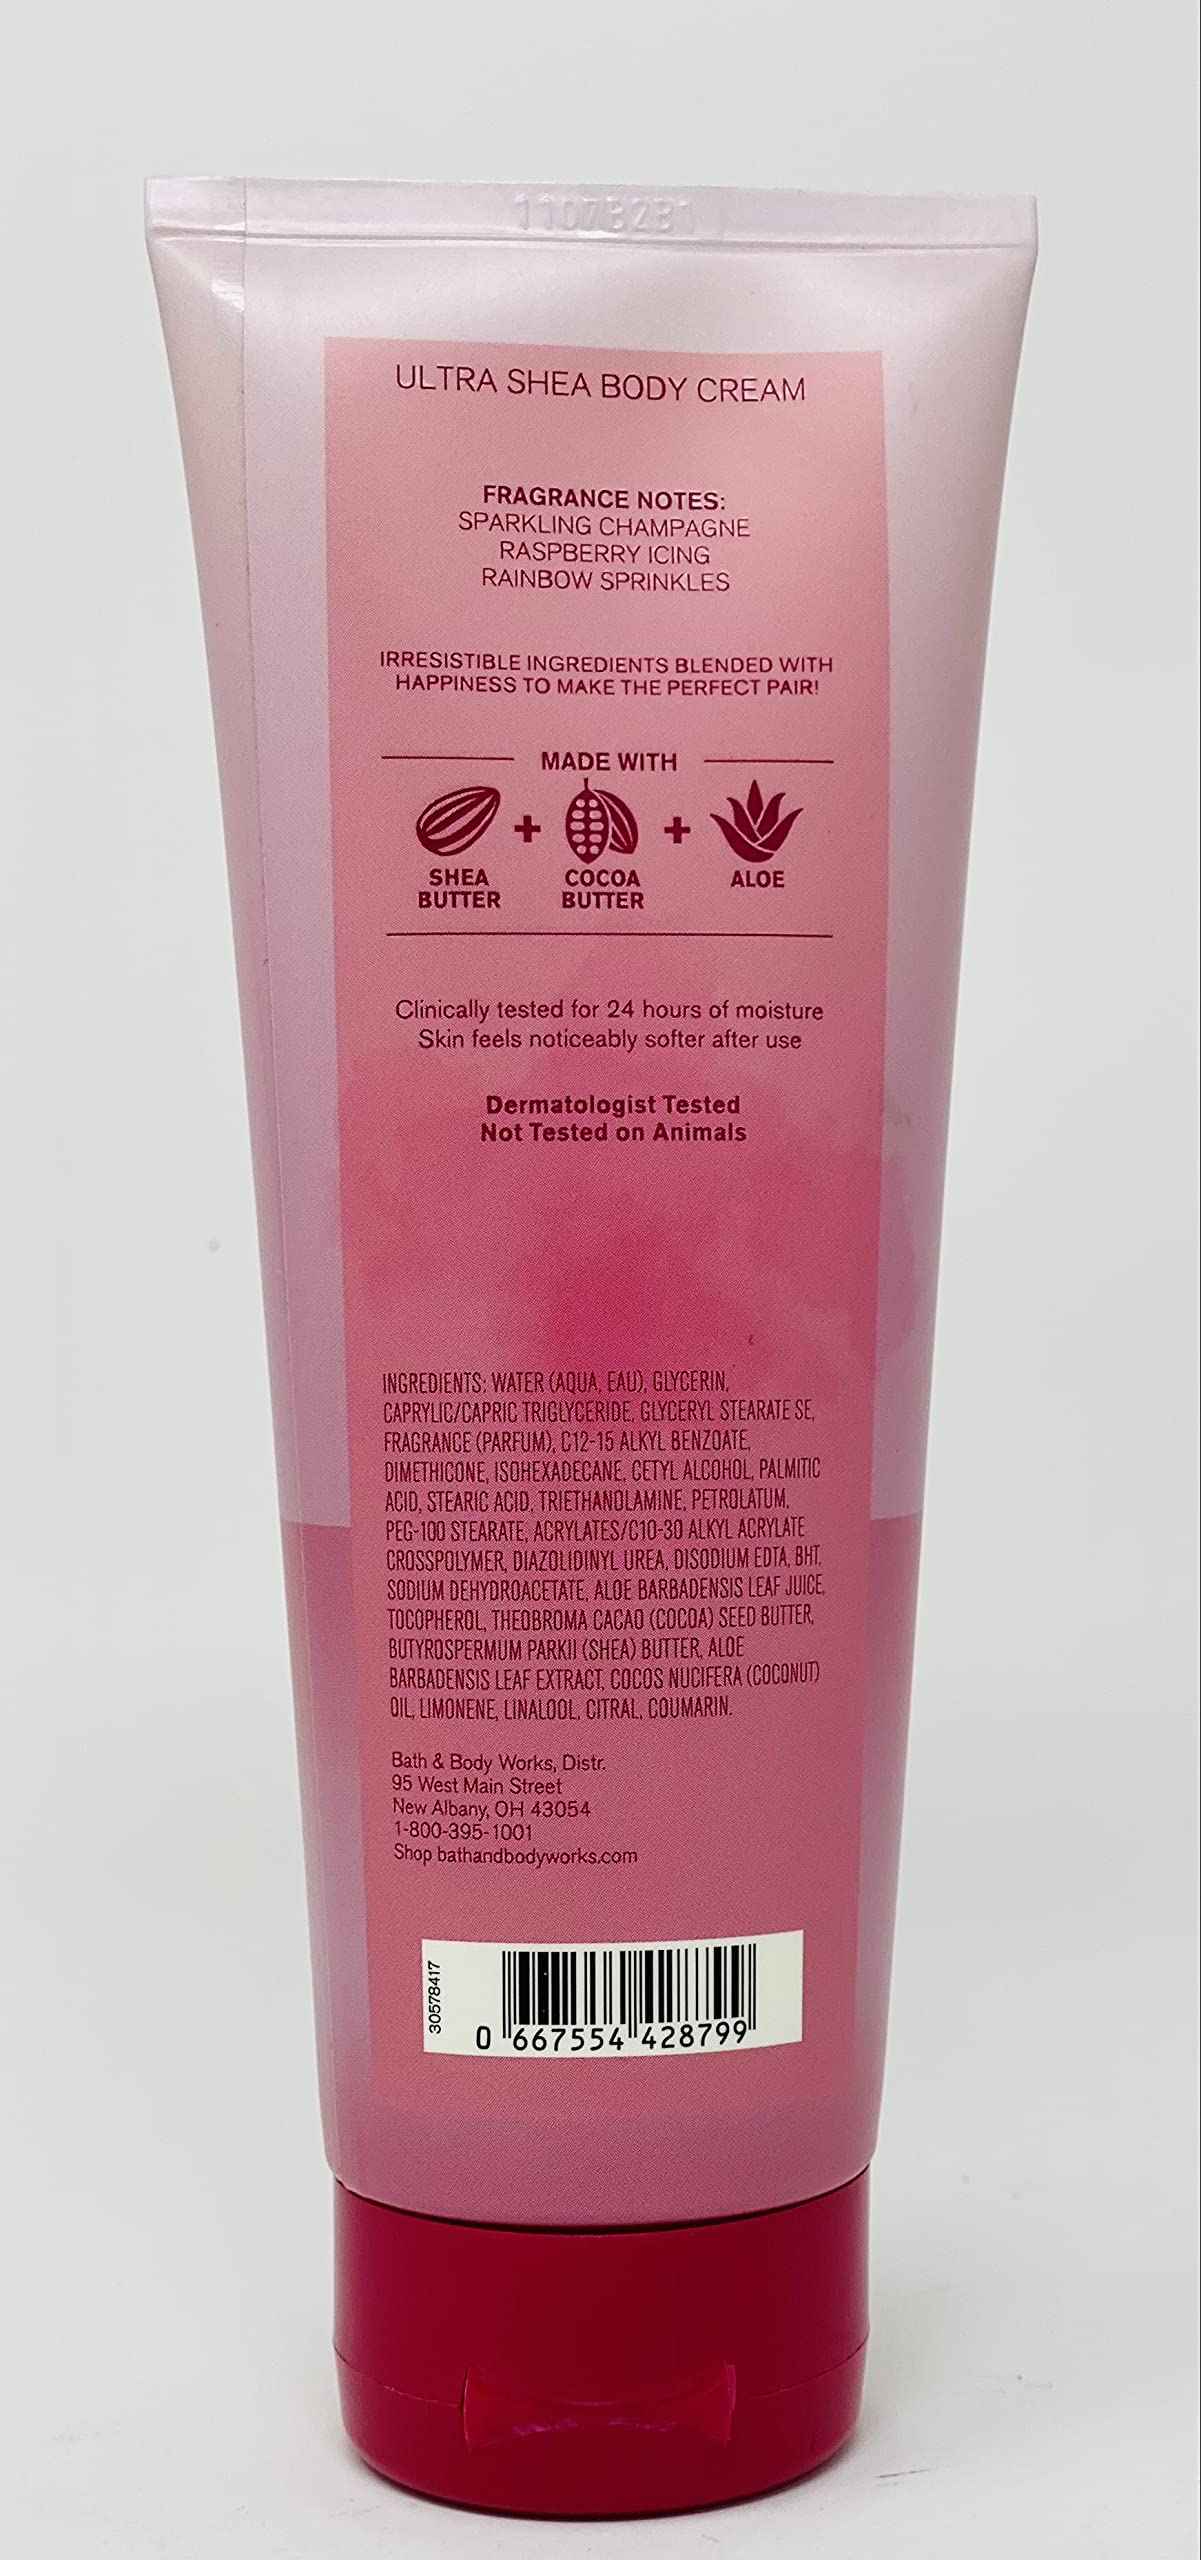 1107B2B1
ULTRA SHEA BODY CREAM
FRAGRANCE NOTES:
SPARKLING CHAMPAGNE
RASPBERRY ICING
RAINBOW SPRINKLES
IRRESISTIBLE INGREDIENTS BLENDED WITH
HAPPINESS TO MAKE THE PERFECT PAIR!
MADE WITH
SHEA BUTTER + COCOA BUTTER + ALOE
Clinically tested for 24 hours of moisture
Skin feels noticeably softer after use
Dermatologist Tested
Not Tested on Animals
INGREDIENTS: WATER (AQUA, EAU), GLYCERIN,
CAPRYLIC/CAPRIC TRIGLYCERIDE, GLYCERYL STEARATE SE,
FRAGRANCE (PARFUM), C12-15 ALKYL BENZOATE,
DIMETHICONE, ISOHEXADECANE, CETYL ALCOHOL, PALMITIC
ACID, STEARIC ACID, TRIETHANOLAMINE, PETROLATUM,
PEG-100 STEARATE, ACRYLATES/C10-30 ALKYL ACRYLATE
CROSSPOLYMER, DIAZOLIDINYL UREA, DISODIUM EDTA, BHT,
SODIUM DEHYDROACETATE, ALOE BARBADENSIS LEAF JUICE,
TOCOPHEROL, THEOBROMA CACAO (COCOA) SEED BUTTER,
BUTYROSPERMUM PARKII (SHEA) BUTTER, ALOE
BARBADENSIS LEAF EXTRACT, COCOS NUCIFERA (COCONUT)
OIL, LIMONENE, LINALOOL, CITRAL, COUMARIN.
Bath & Body Works, Distr.
95 West Main Street
New Albany, OH 43054
1-800-395-1001
Shop bathandbodyworks.com
30578417
0 667554 428799